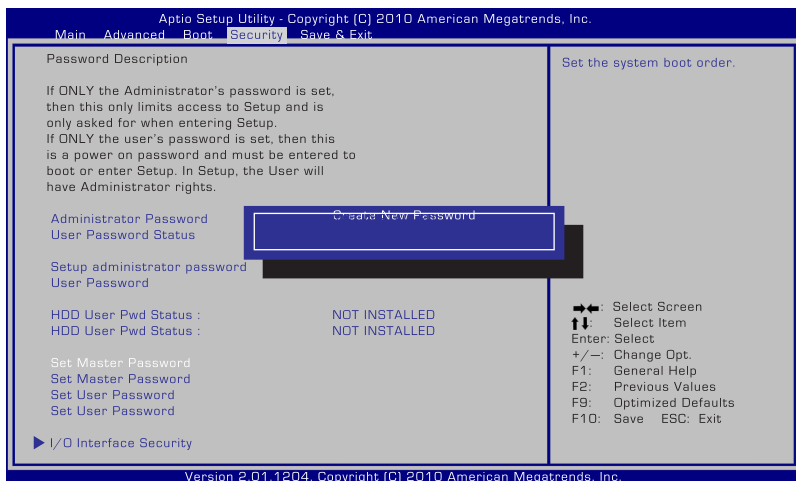 Aptio Setup Utility - Copyright (C) 2010 American Megatrends, Inc.
Main Advanced Boot Security Save & Exit
Password Description
If ONLY the Administrator's password is set,
then this only limits access to Setup and is
only asked for when entering Setup.
If ONLY the user's password is set, then this
is a power on password and must be entered to
boot or enter Setup. In Setup, the User will
have Administrator rights.
Administrator Password
User Password Status
Create New Password
Setup administrator password
User Password
HDD User Pwd Status : NOT INSTALLED
HDD User Pwd Status : NOT INSTALLED
Set Master Password
Set Master Password
Set User Password
Set User Password
I/O Interface Security
Set the system boot order.
→←: Select Screen
↑↓: Select Item
Enter: Select
+/—: Change Opt.
F1: General Help
F2: Previous Values
F9: Optimized Defaults
F10: Save ESC: Exit
Version 2.01.1204. Copyright (C) 2010 American Megatrends, Inc.